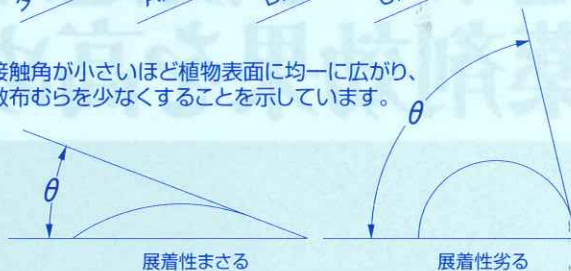 接触角が小さいほど植物表面に均一に広がり、
散布むらを少なくすることを示しています。
θ
θ
展着性まさる
展着性劣る